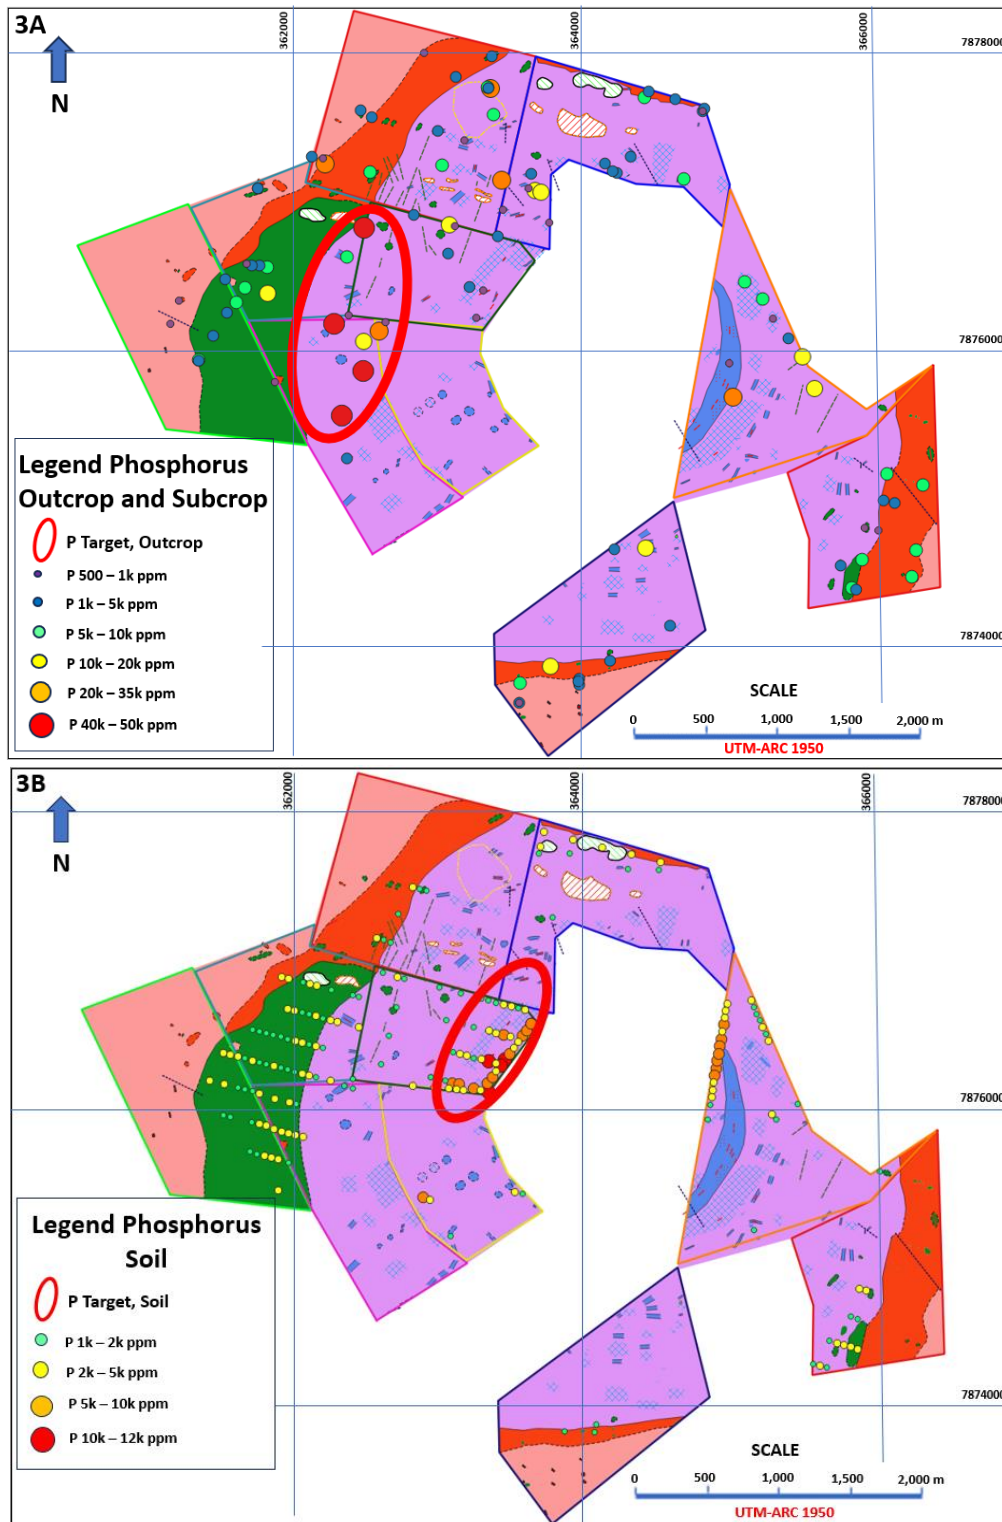 3A
N
362000
364000
366000
7878000
7876000
7874000
Legend Phosphorus
Outcrop and Subcrop
P Target, Outcrop
P 500 – 1k ppm
P 1k – 5k ppm
P 5k – 10k ppm
P 10k – 20k ppm
P 20k – 35k ppm
P 40k – 50k ppm
SCALE
0 500 1,000 1,500 2,000 m
UTM-ARC 1950
3B
N
362000
364000
366000
7878000
7876000
7874000
Legend Phosphorus
Soil
P Target, Soil
P 1k – 2k ppm
P 2k – 5k ppm
P 5k – 10k ppm
P 10k – 12k ppm
SCALE
0 500 1,000 1,500 2,000 m
UTM-ARC 1950